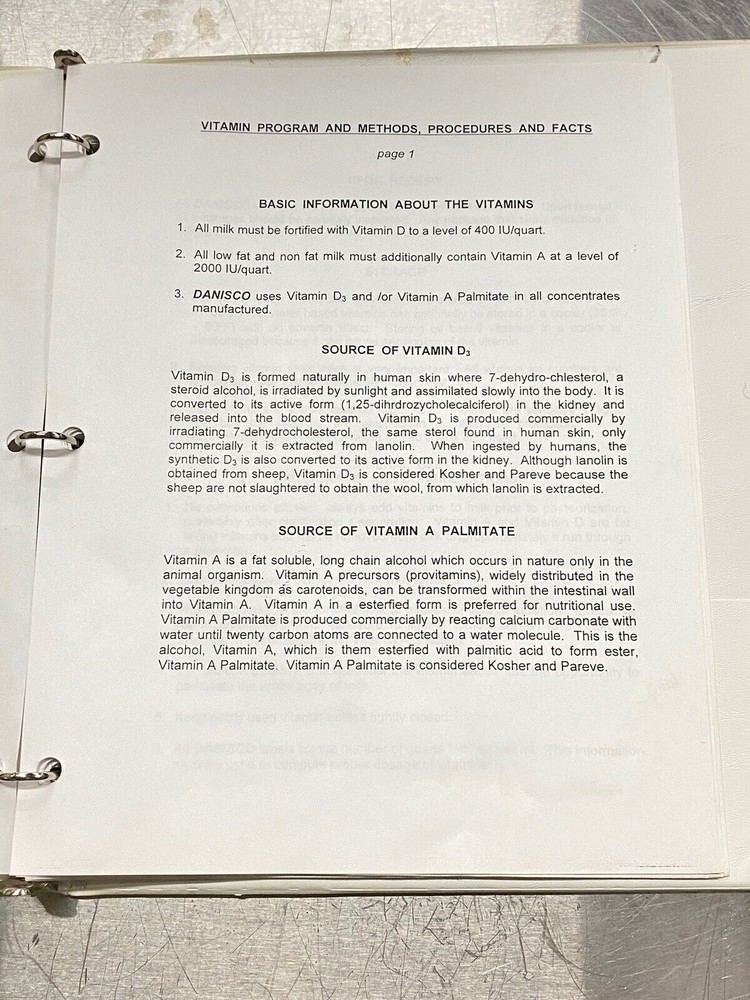 VITAMIN PROGRAM AND METHODS, PROCEDURES AND FACTS
page 1
BASIC INFORMATION ABOUT THE VITAMINS
1. All milk must be fortified with Vitamin D to a level of 400 IU/quart.
2. All low fat and non fat milk must additionally contain Vitamin A at a level of
2000 IU/quart.
3. DANISCO uses Vitamin D3 and /or Vitamin A Palmitate in all concentrates
manufactured.
SOURCE OF VITAMIN D3
Vitamin D3 is formed naturally in human skin where 7-dehydro-chlesterol, a
steroid alcohol, is irradiated by sunlight and assimilated slowly into the body. It is
converted to its active form (1,25-dihrdrozycholecalciferol) in the kidney and
released into the blood stream. Vitamin D3 is produced commercially by
irradiating 7-dehydrocholesterol, the same sterol found in human skin, only
commercially it is extracted from lanolin. When ingested by humans, the
synthetic D3 is also converted to its active form in the kidney. Although lanolin is
obtained from sheep, Vitamin D3 is considered Kosher and Pareve because the
sheep are not slaughtered to obtain the wool, from which lanolin is extracted.
SOURCE OF VITAMIN A PALMITATE
Vitamin A is a fat soluble, long chain alcohol which occurs in nature only in the
animal organism. Vitamin A precursors (provitamins), widely distributed in the
vegetable kingdom as carotenoids, can be transformed within the intestinal wall
into Vitamin A. Vitamin A in a esterfied form is preferred for nutritional use.
Vitamin A Palmitate is produced commercially by reacting calcium carbonate with
water until twenty carbon atoms are connected to a water molecule. This is the
alcohol, Vitamin A, which is them esterfied with palmitic acid to form ester,
Vitamin A Palmitate. Vitamin A Palmitate is considered Kosher and Pareve.